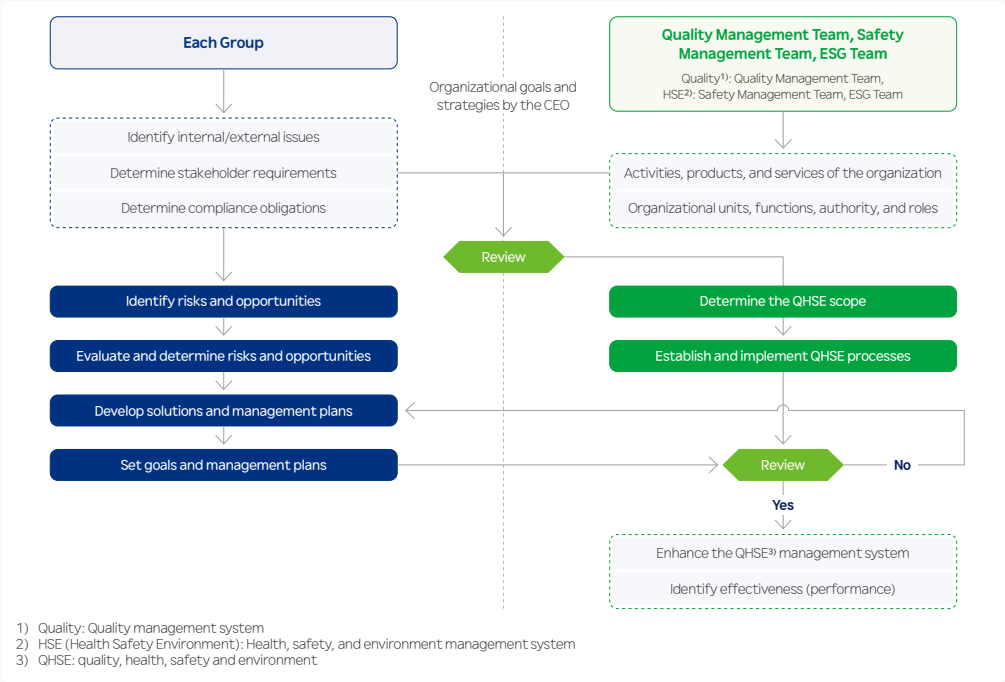 Each Group
Identify internal/external issues
Determine stakeholder requirements
Determine compliance obligations
Identify risks and opportunities
Evaluate and determine risks and opportunities
Develop solutions and management plans
Set goals and management plans
Organizational goals and
strategies by the CEO
Review
Quality Management Team, Safety
Management Team, ESG Team
Quality¹⁾: Quality Management Team,
HSE²⁾: Safety Management Team, ESG Team
Activities, products, and services of the organization
Organizational units, functions, authority, and roles
Determine the QHSE scope
Establish and implement QHSE processes
Review
No
Yes
Enhance the QHSE³⁾ management system
Identify effectiveness (performance)
1) Quality: Quality management system
2) HSE (Health Safety Environment): Health, safety, and environment management system
3) QHSE: quality, health, safety and environment